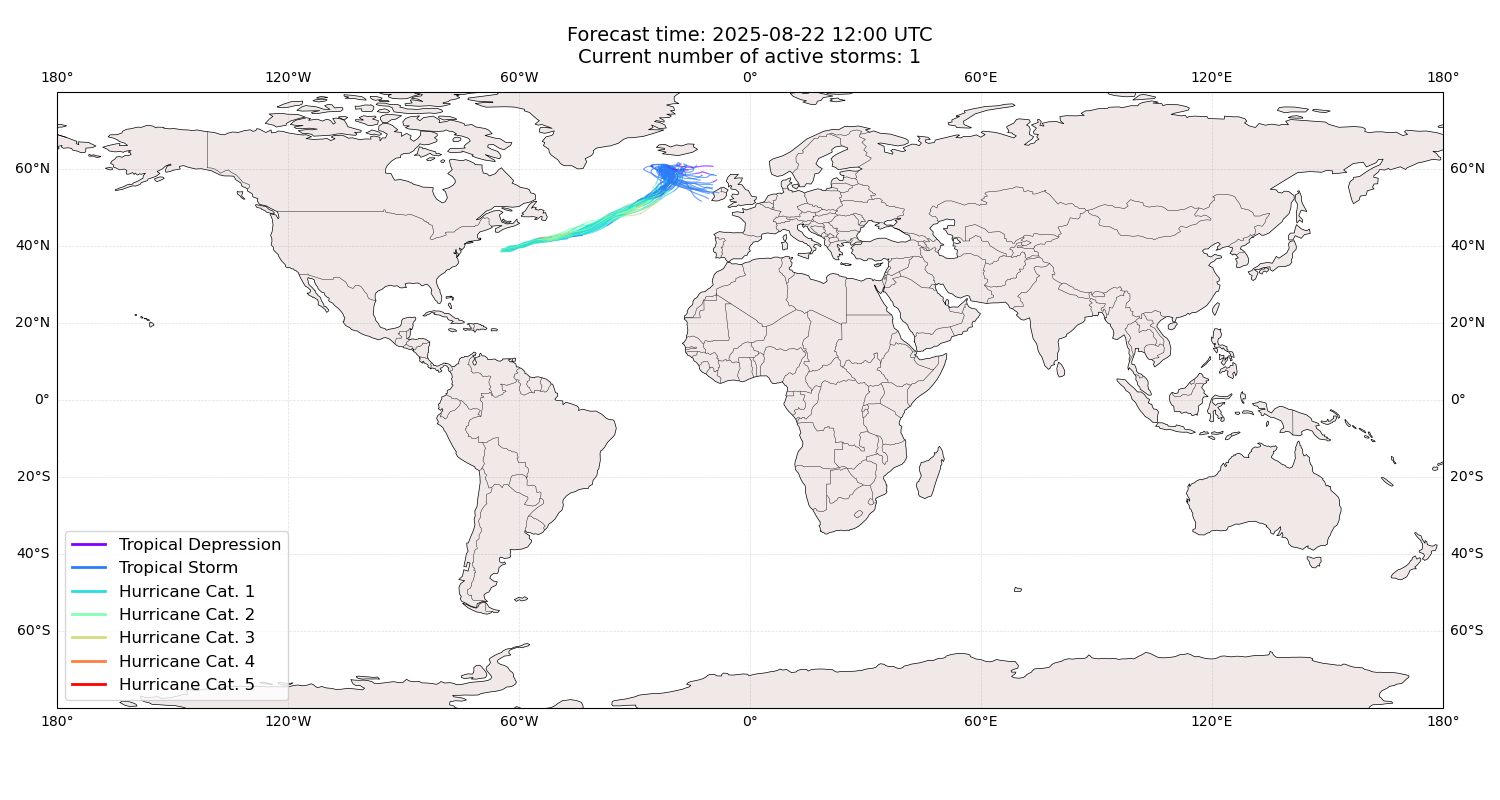 Forecast time: 2025-08-22 12:00 UTC
Current number of active storms: 1
180° 120°W 60°W 0° 60°E 120°E 180°
60°N 60°N
40°N 40°N
20°N 20°N
0° 0°
20°S 20°S
40°S 40°S
60°S 60°S
Tropical Depression
Tropical Storm
Hurricane Cat. 1
Hurricane Cat. 2
Hurricane Cat. 3
Hurricane Cat. 4
Hurricane Cat. 5
180° 120°W 60°W 0° 60°E 120°E 180°